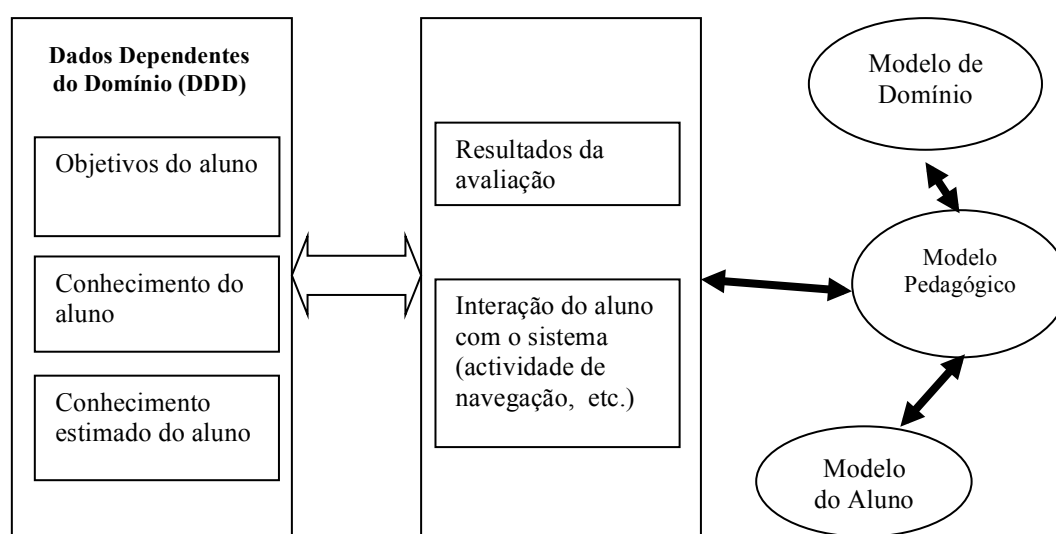 Dados Dependentes
do Domínio (DDD)
Objetivos do aluno
Conhecimento do
aluno
Conhecimento
estimado do aluno
Resultados da
avaliação
Interação do aluno
com o sistema
(actividade de
navegação, etc.)
Modelo de
Domínio
Modelo
Pedagógico
Modelo
do Aluno